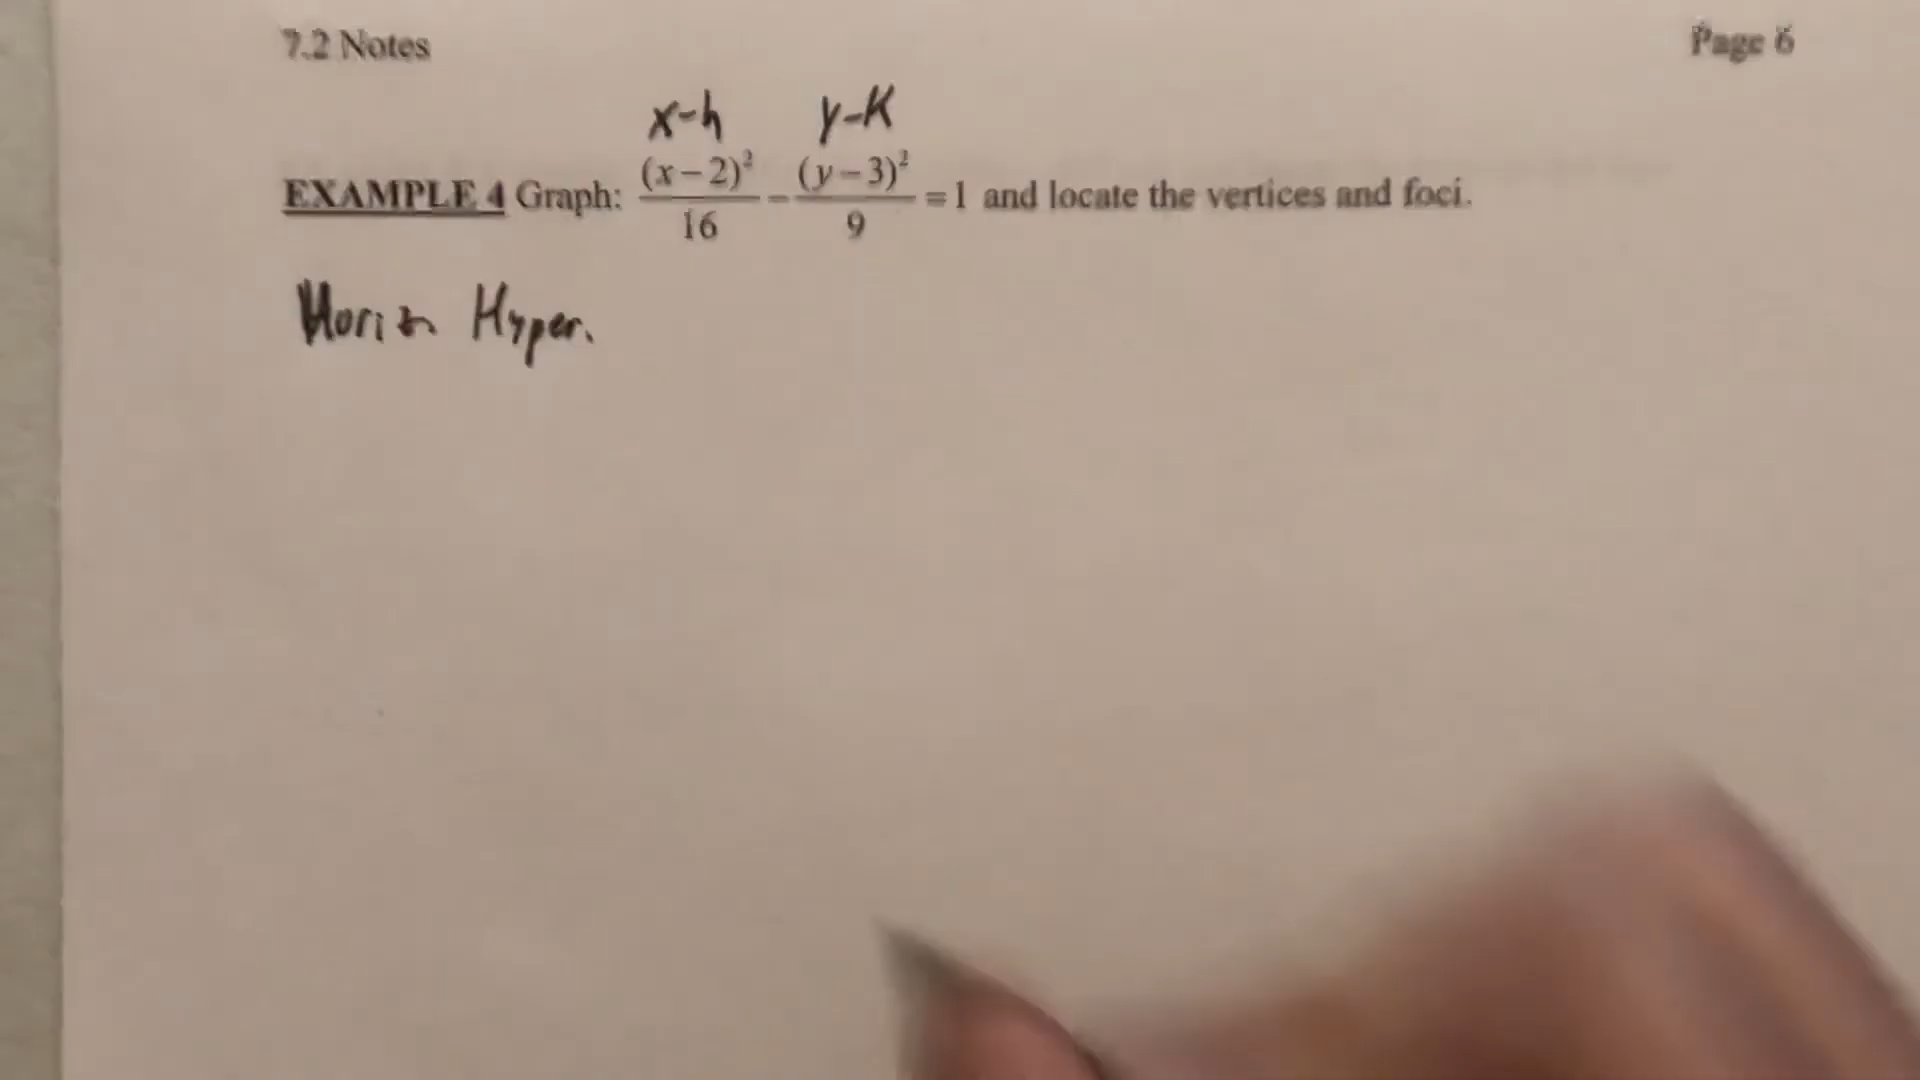 7.2 Notes Page 6
x-h y-K
EXAMPLE 4 Graph: (x-2)²/16 - (y-3)²/9 = 1 and locate the vertices and foci.
Horizn Hyper.